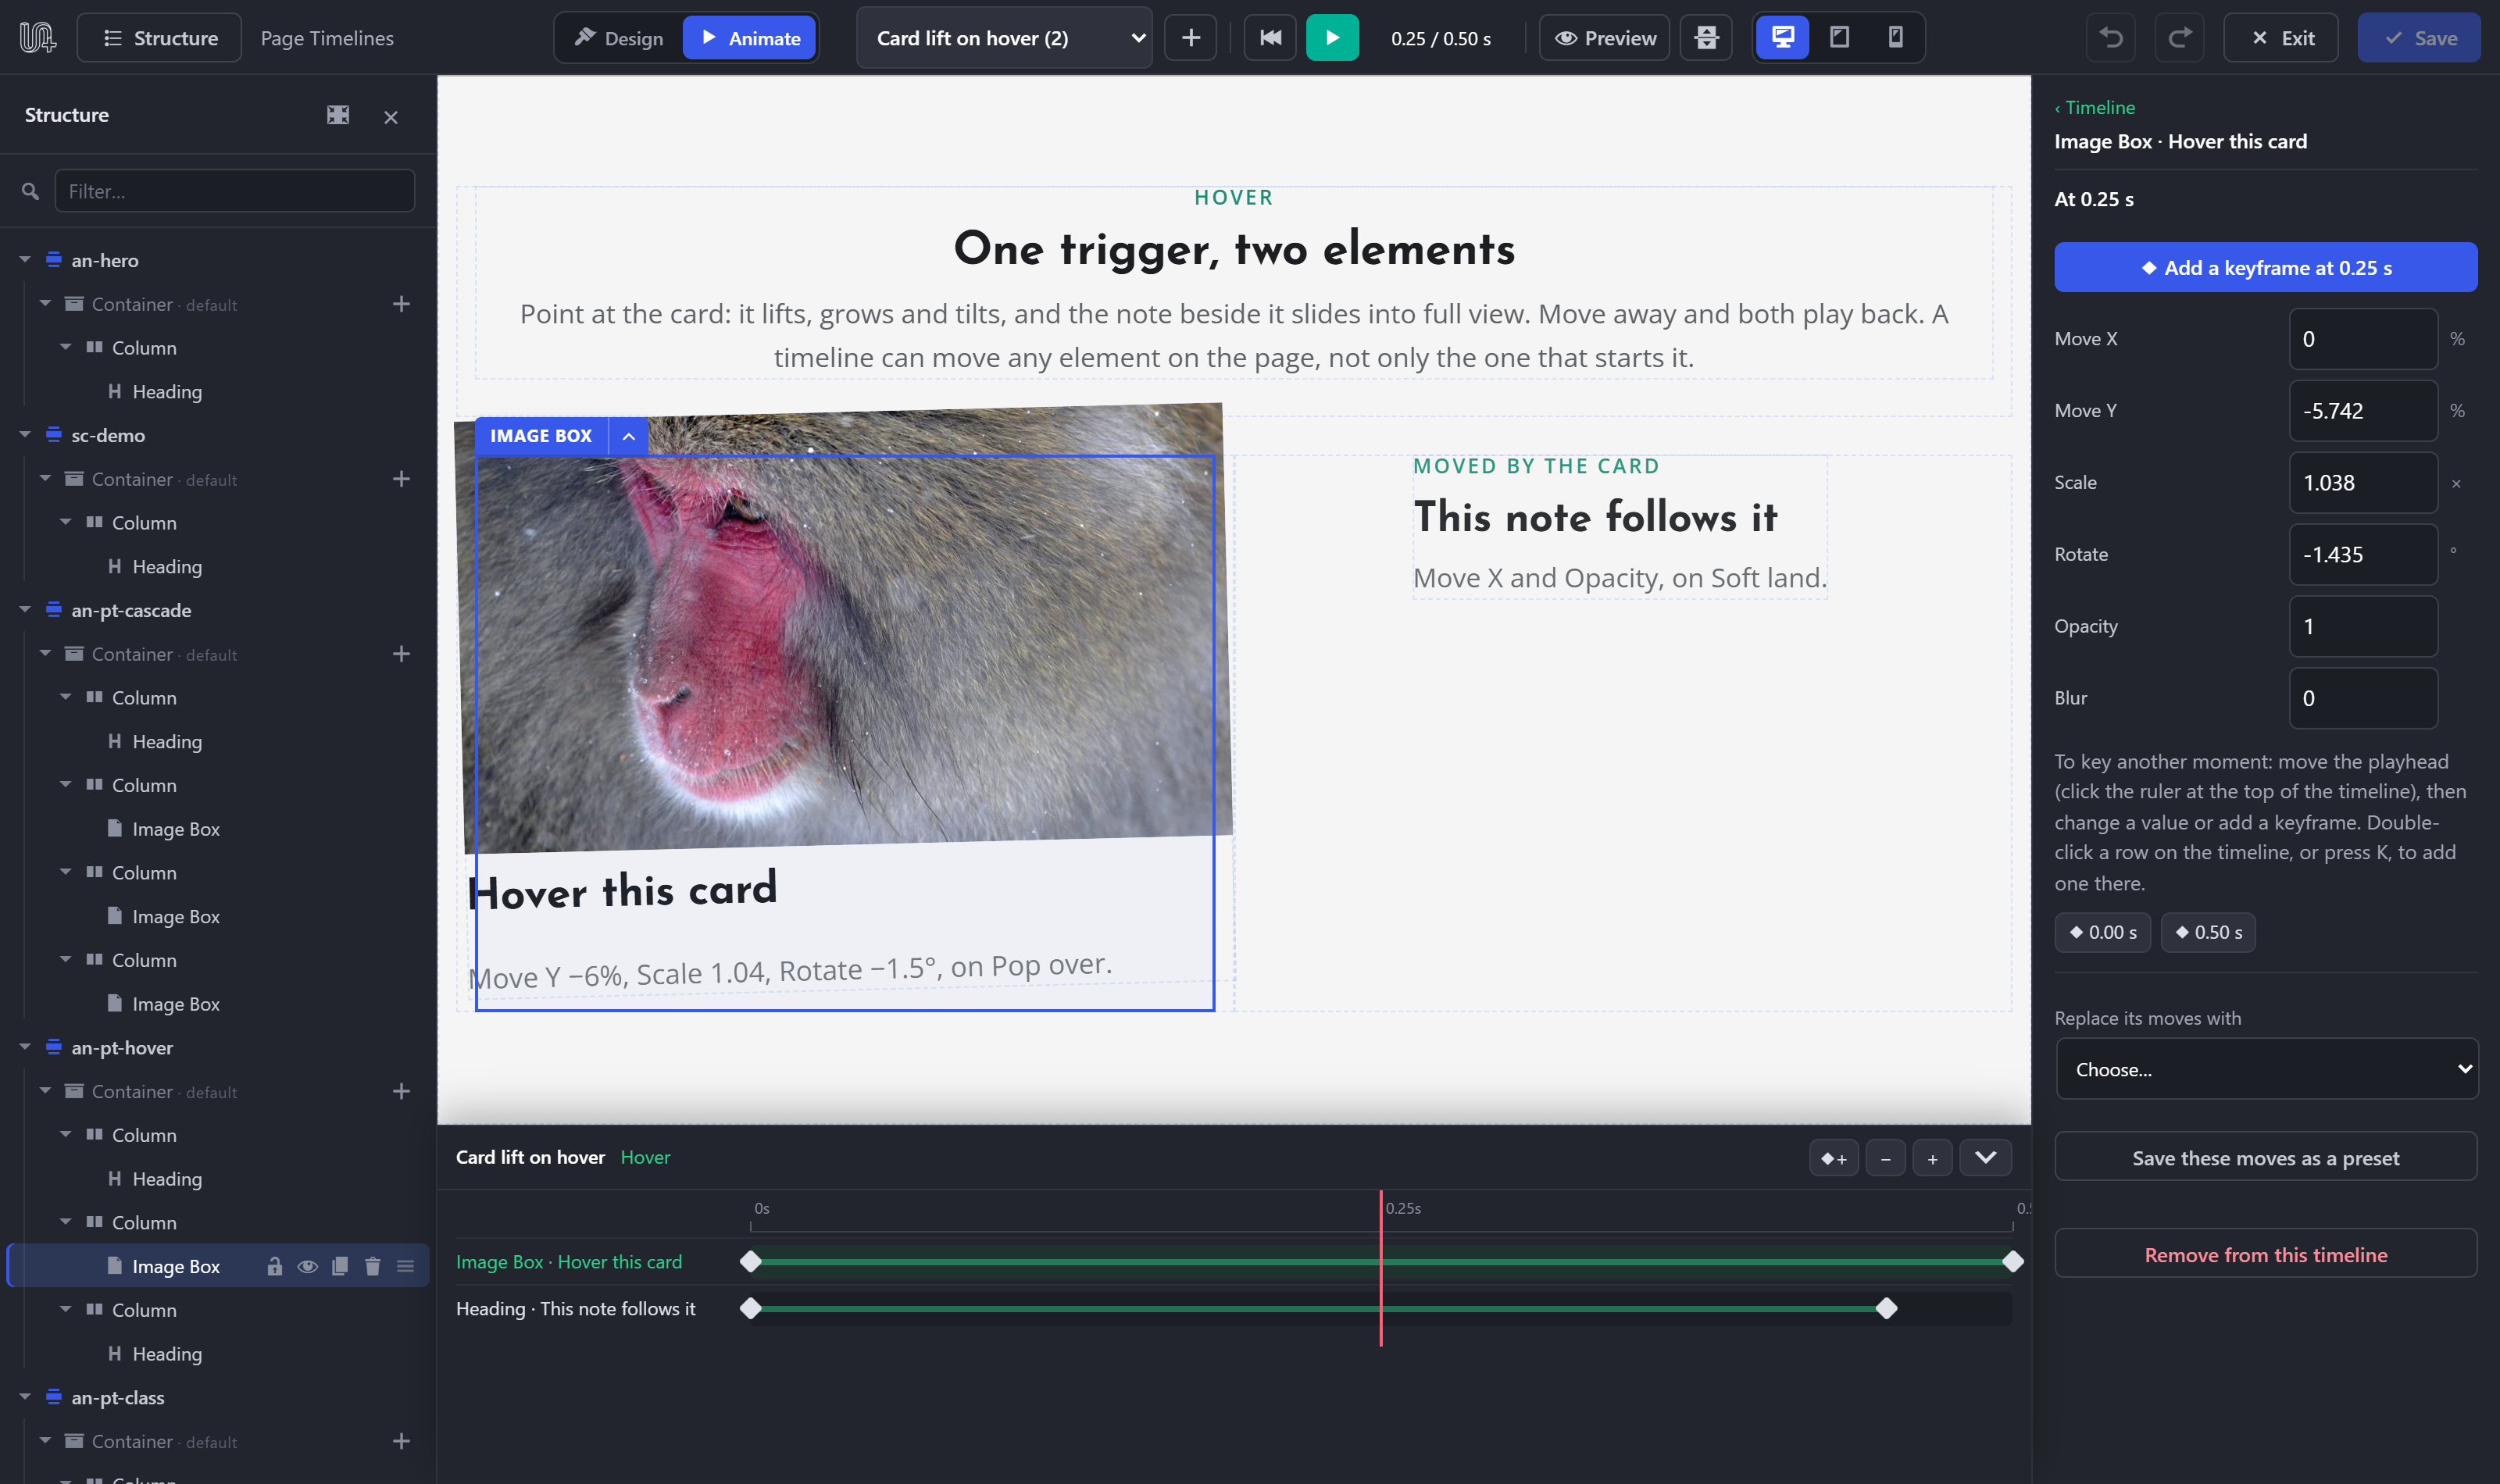 Structure
Page Timelines
Design
Animate
Card lift on hover (2)
0.25 / 0.50 s
Preview
Exit
Save
Structure
Filter...
an-hero
Container · default
Column
H Heading
sc-demo
Container · default
Column
H Heading
an-pt-cascade
Container · default
Column
H Heading
Column
Image Box
Column
Image Box
Column
Image Box
an-pt-hover
Container · default
Column
H Heading
Column
Image Box
Column
H Heading
an-pt-class
Container · default
Column
HOVER
One trigger, two elements
Point at the card: it lifts, grows and tilts, and the note beside it slides into full view. Move away and both play back. A
timeline can move any element on the page, not only the one that starts it.
IMAGE BOX
MOVED BY THE CARD
This note follows it
Move X and Opacity, on Soft land.
Hover this card
Move Y −6%, Scale 1.04, Rotate −1.5°, on Pop over.
Card lift on hover Hover
0s
0.25s
Image Box · Hover this card
Heading · This note follows it
‹ Timeline
Image Box · Hover this card
At 0.25 s
◆ Add a keyframe at 0.25 s
Move X 0 %
Move Y -5.742 %
Scale 1.038 ×
Rotate -1.435 °
Opacity 1
Blur 0
To key another moment: move the playhead
(click the ruler at the top of the timeline), then
change a value or add a keyframe. Double-
click a row on the timeline, or press K, to add
one there.
◆ 0.00 s ◆ 0.50 s
Replace its moves with
Choose...
Save these moves as a preset
Remove from this timeline